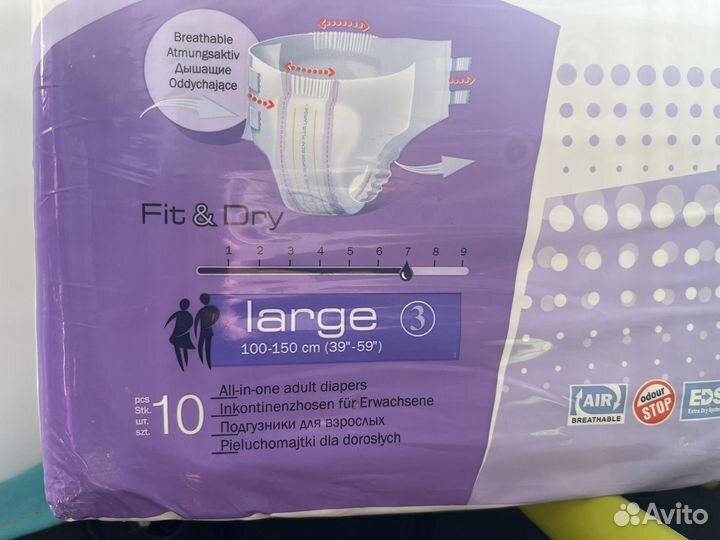 Breathable
Atmungsaktiv
Дышащие
Oddychające
Fit & Dry
1 2 3 4 5 6 7 8 9
large 3
100-150 cm (39"-59")
pcs
Stk.
шт.
szt.
10
All-in-one adult diapers
Inkontinenzhosen für Erwachsene
Подгузники для взрослых
Pieluchomajtki dla dorosłych
AIR
BREATHABLE
odour
STOP
EDS
Extra Dry System
Avito